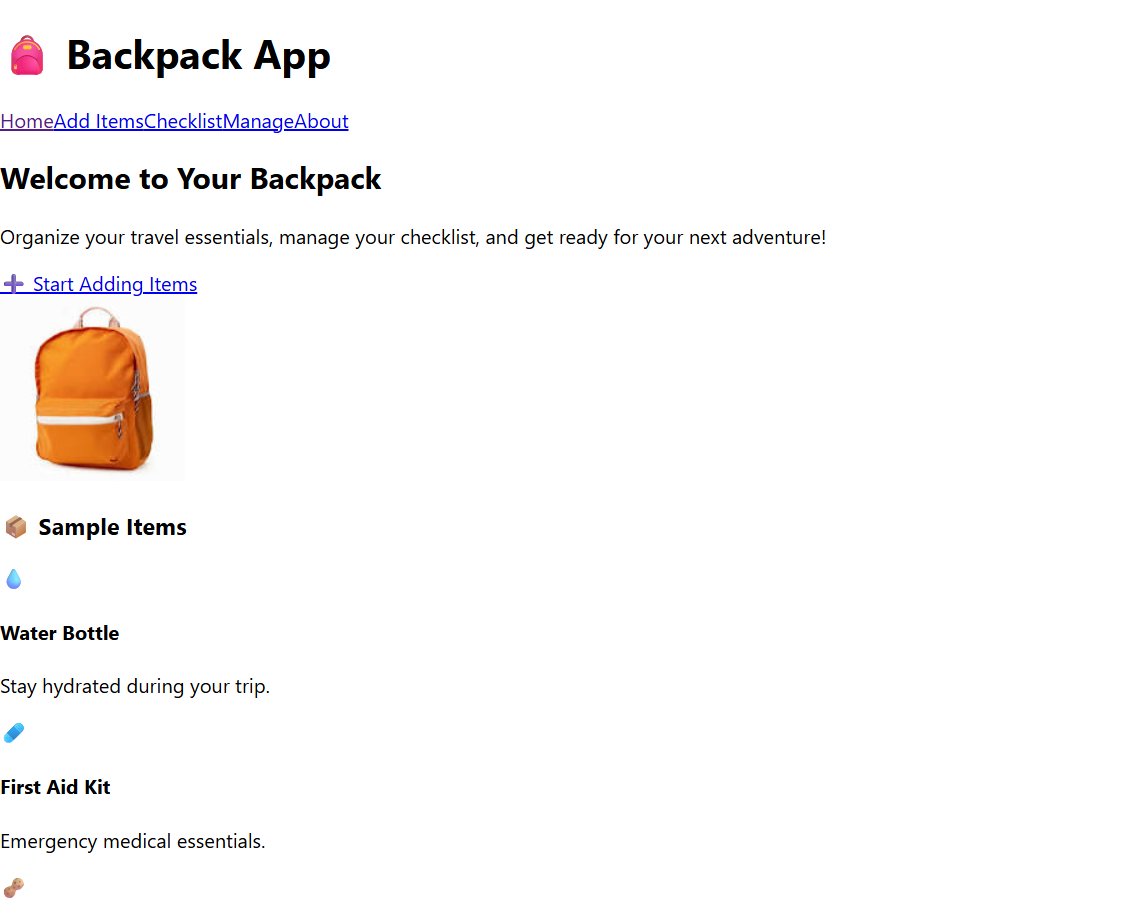 Backpack App
HomeAdd ItemsChecklistManageAbout
Welcome to Your Backpack
Organize your travel essentials, manage your checklist, and get ready for your next adventure!
➕ Start Adding Items
Sample Items
Water Bottle
Stay hydrated during your trip.
First Aid Kit
Emergency medical essentials.